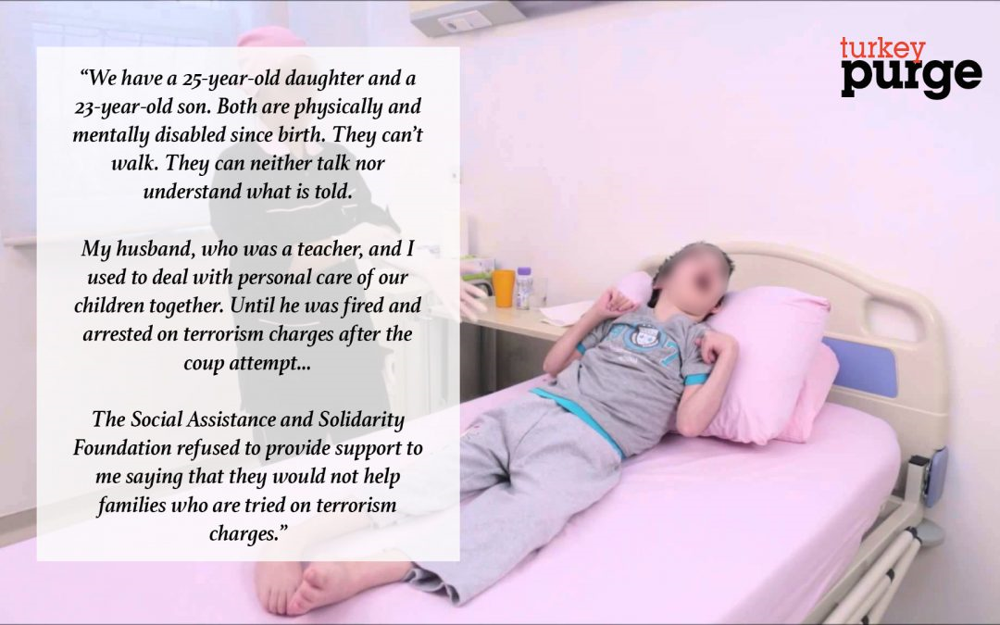 turkey
purge
“We have a 25-year-old daughter and a
23-year-old son. Both are physically and
mentally disabled since birth. They can’t
walk. They can neither talk nor
understand what is told.
My husband, who was a teacher, and I
used to deal with personal care of our
children together. Until he was fired and
arrested on terrorism charges after the
coup attempt...
The Social Assistance and Solidarity
Foundation refused to provide support to
me saying that they would not help
families who are tried on terrorism
charges.”